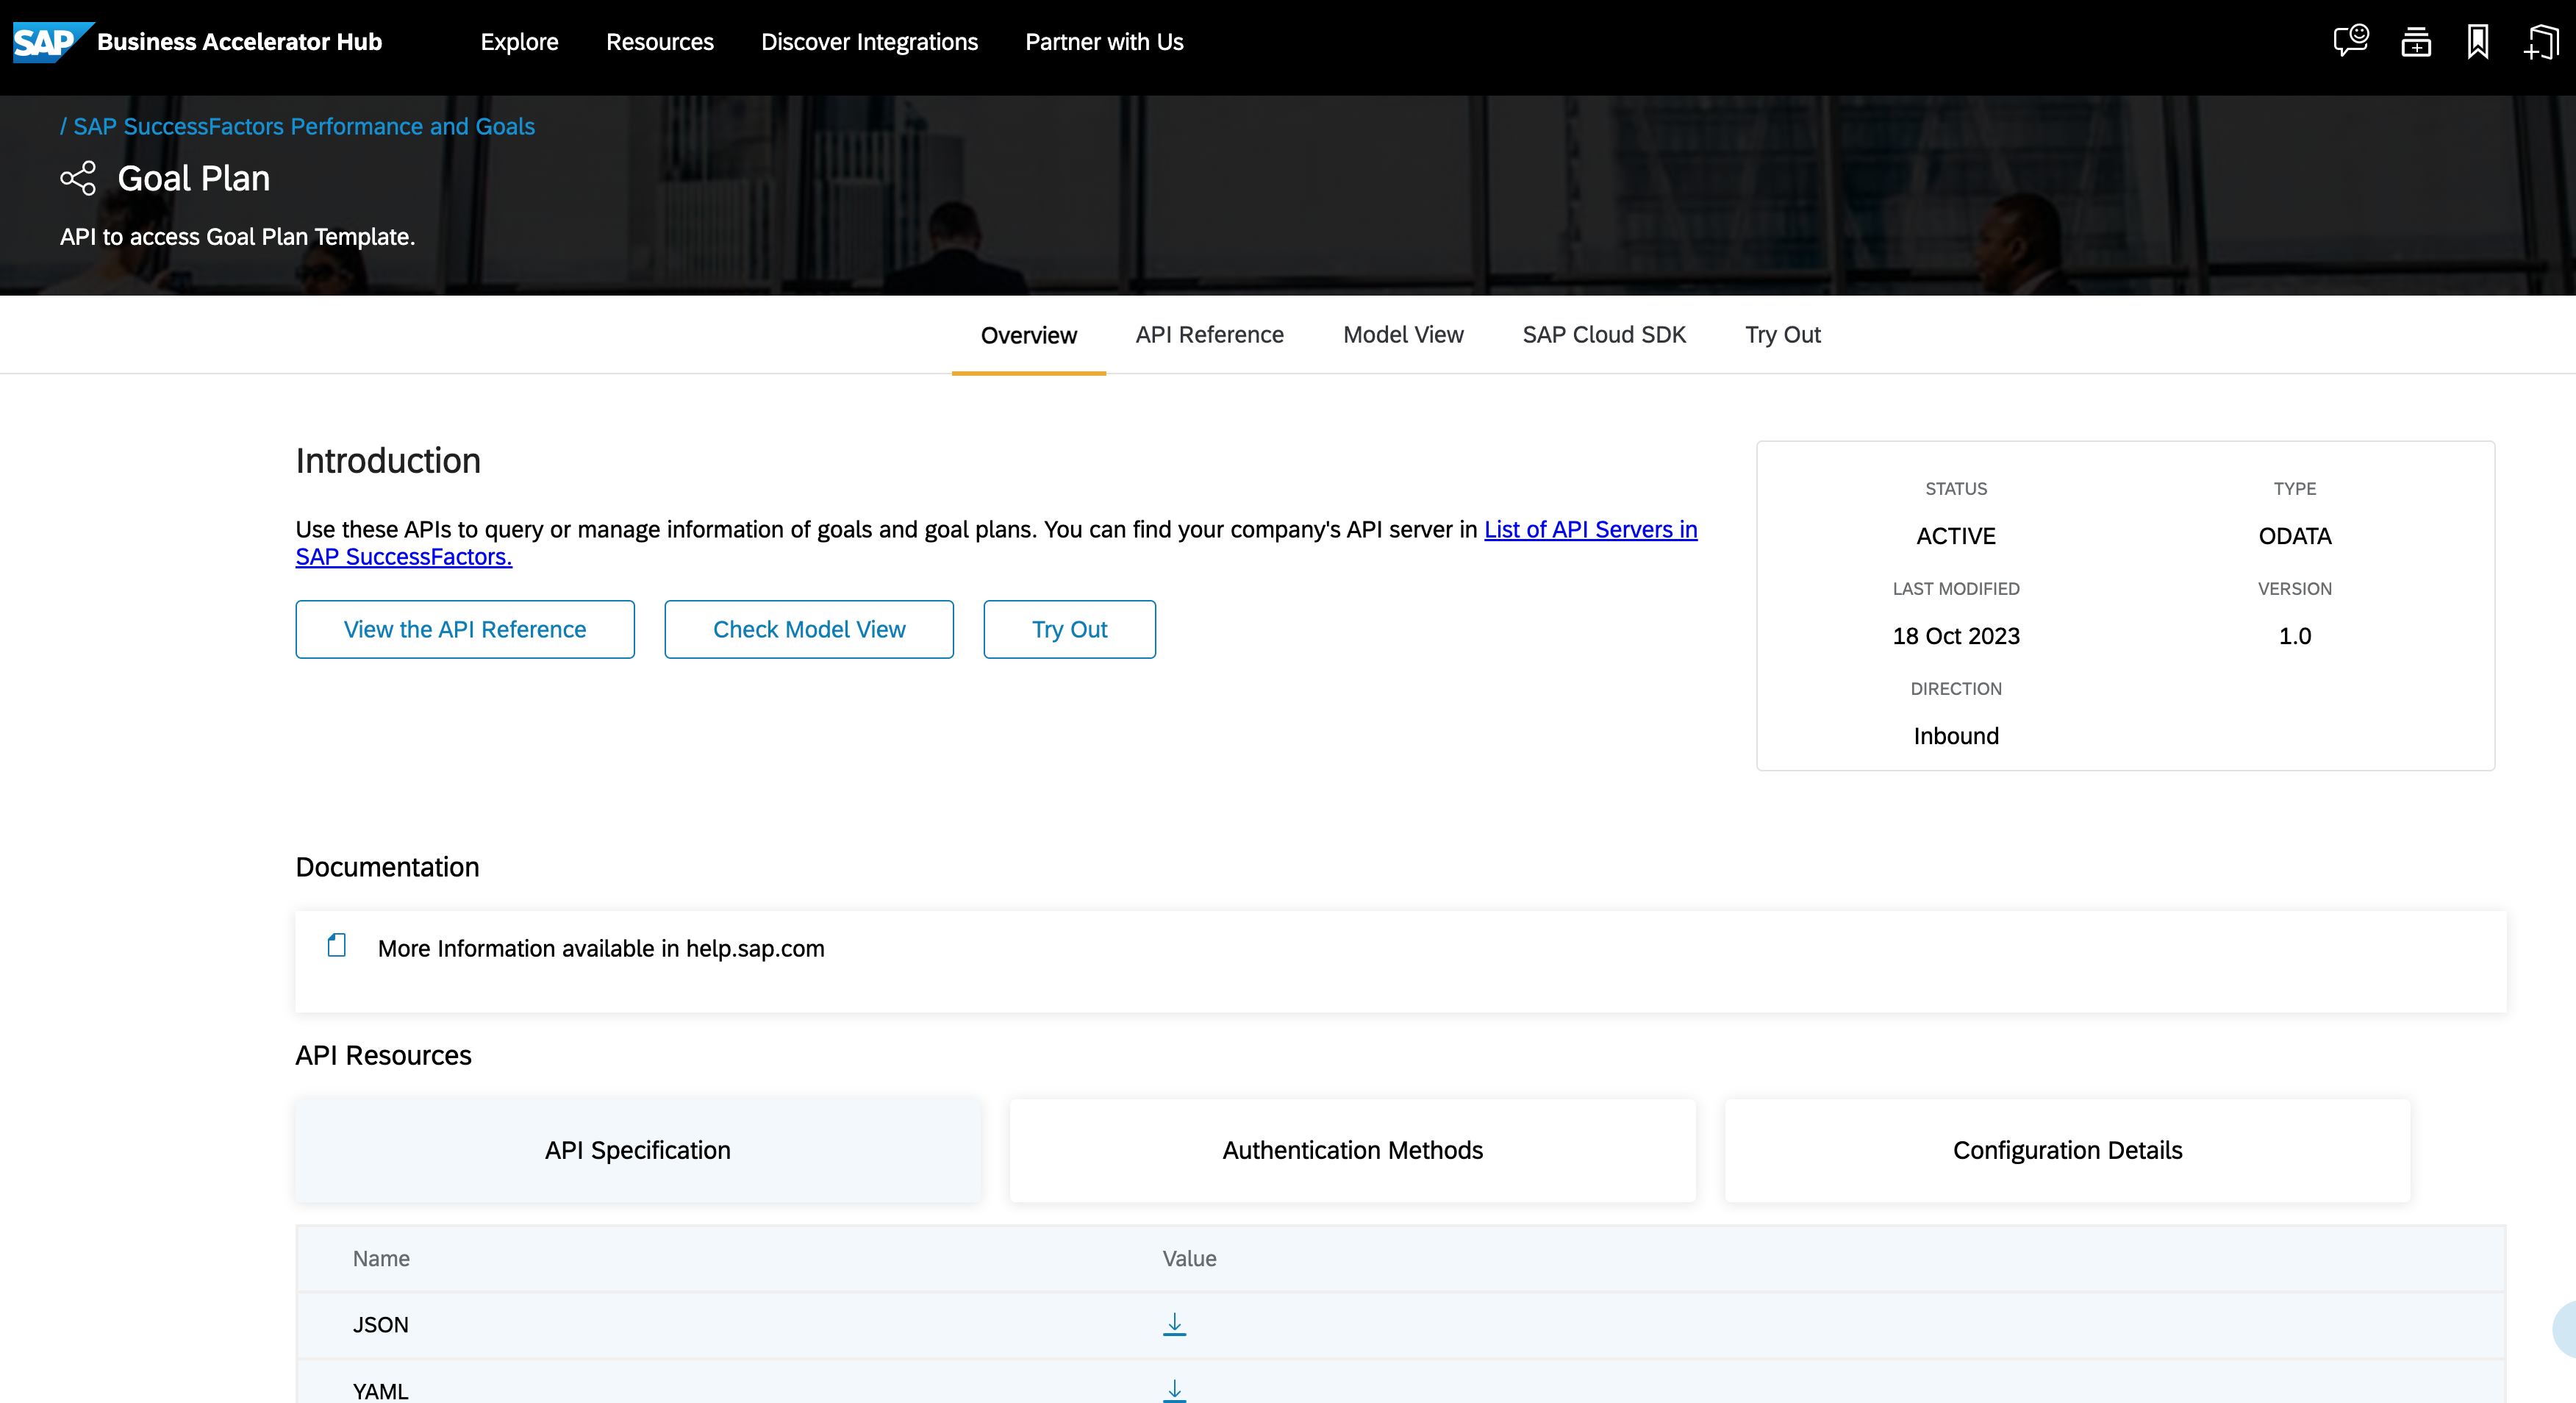 SAP Business Accelerator Hub Explore Resources Discover Integrations Partner with Us
/ SAP SuccessFactors Performance and Goals
Goal Plan
API to access Goal Plan Template.
Overview API Reference Model View SAP Cloud SDK Try Out
Introduction
Use these APIs to query or manage information of goals and goal plans. You can find your company's API server in List of API Servers in
SAP SuccessFactors.
View the API Reference Check Model View Try Out
STATUS TYPE
ACTIVE ODATA
LAST MODIFIED VERSION
18 Oct 2023 1.0
DIRECTION
Inbound
Documentation
More Information available in help.sap.com
API Resources
API Specification Authentication Methods Configuration Details
Name Value
JSON
YAML